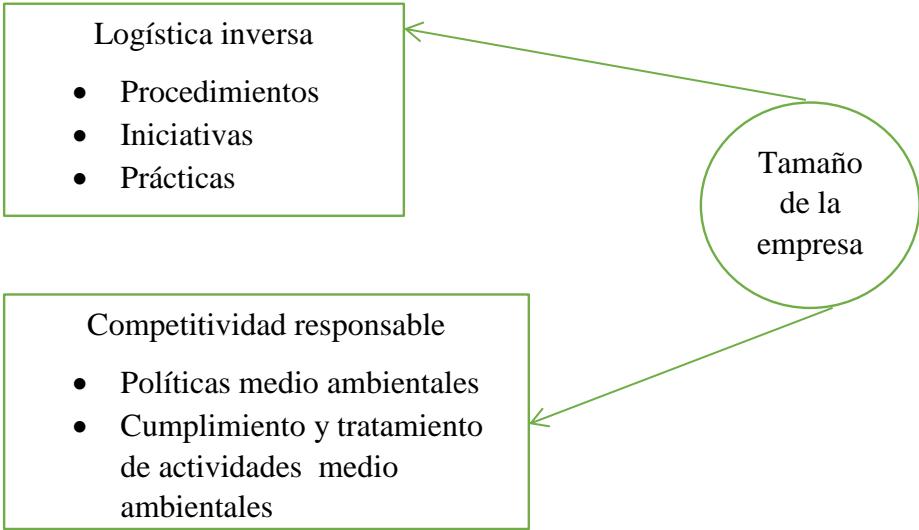 Logística inversa
• Procedimientos
• Iniciativas
• Prácticas
Tamaño
de la
empresa
Competitividad responsable
• Políticas medio ambientales
• Cumplimiento y tratamiento
de actividades  medio
ambientales